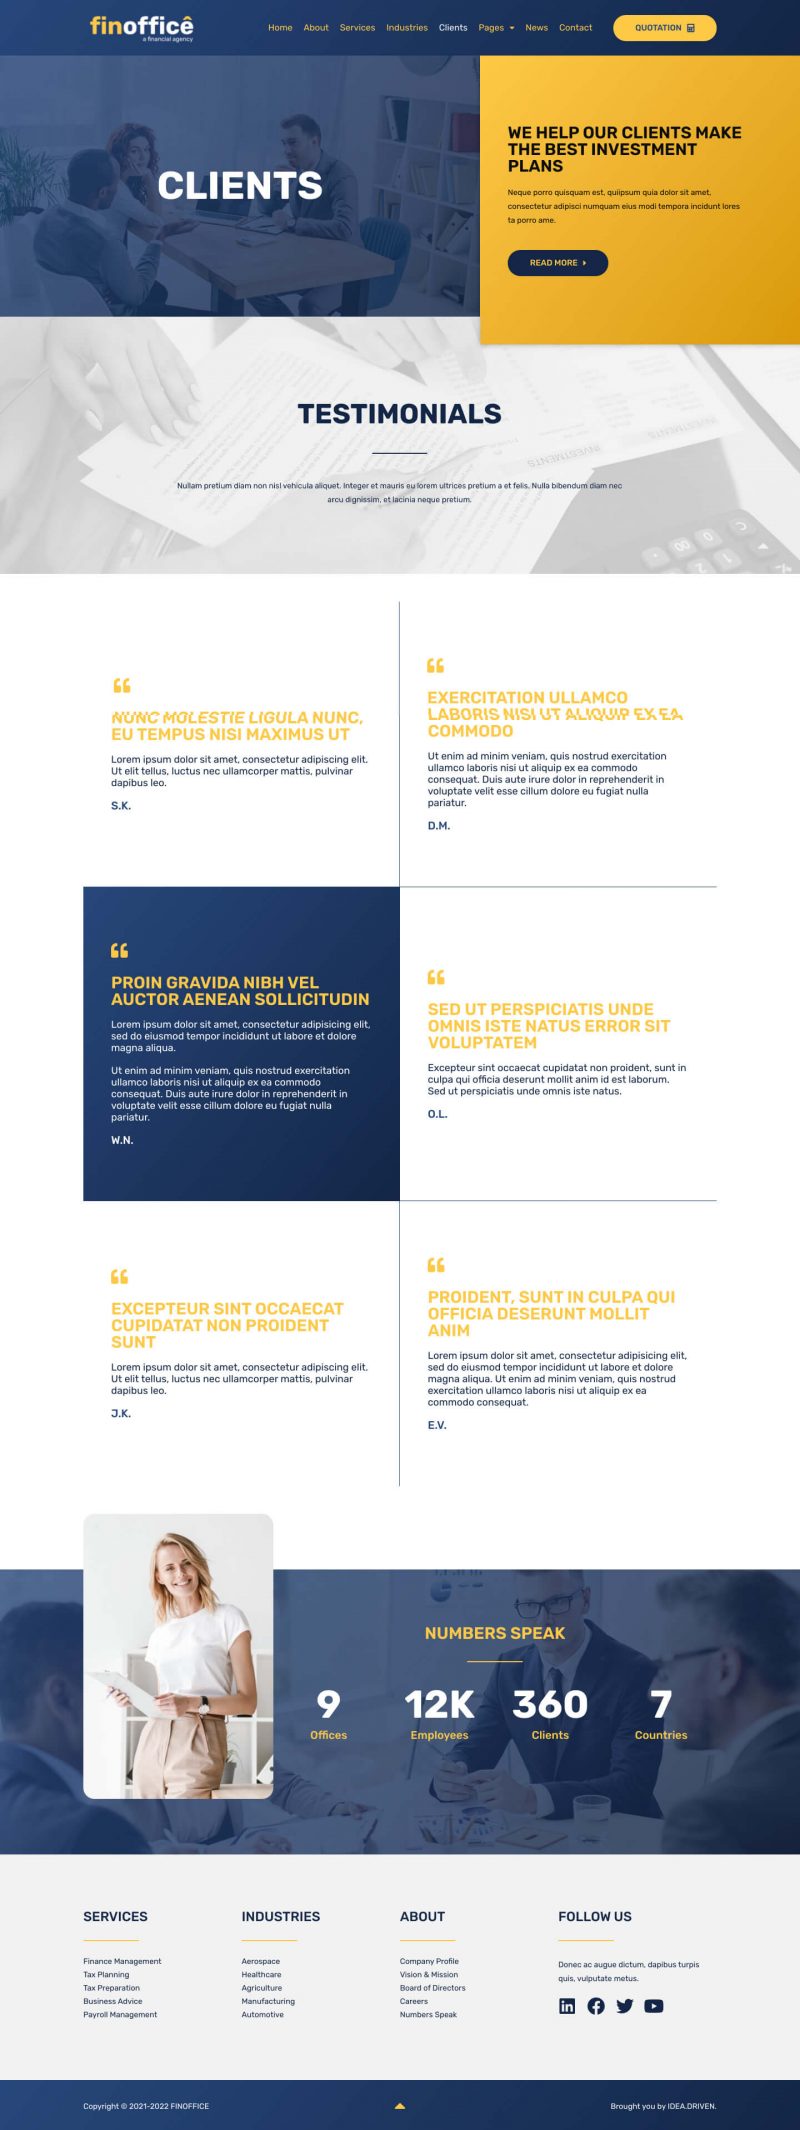 finofficê
a financial agency
Home About Services Industries Clients Pages News Contact QUOTATION
CLIENTS
WE HELP OUR CLIENTS MAKE
THE BEST INVESTMENT
PLANS
Neque porro quisquam est, quiipsum quia dolor sit amet,
consectetur adipisci numquam eius modi tempora incidunt lores
ta porro ame.
READ MORE
TESTIMONIALS
Nullam pretium diam non nisl vehicula aliquet. Integer et mauris eu lorem ultrices pretium a et felis. Nulla bibendum diam nec
arcu dignissim, et lacinia neque pretium.
INVESTMENTS
INVESTMENTS
NUNC MOLESTIE LIGULA NUNC,
EU TEMPUS NISI MAXIMUS UT
Lorem ipsum dolor sit amet, consectetur adipiscing elit.
Ut elit tellus, luctus nec ullamcorper mattis, pulvinar
dapibus leo.
S.K.
EXERCITATION ULLAMCO
LABORIS NISI UT ALIQUIP EX EA
COMMODO
Ut enim ad minim veniam, quis nostrud exercitation
ullamco laboris nisi ut aliquip ex ea commodo
consequat. Duis aute irure dolor in reprehenderit in
voluptate velit esse cillum dolore eu fugiat nulla
pariatur.
D.M.
PROIN GRAVIDA NIBH VEL
AUCTOR AENEAN SOLLICITUDIN
Lorem ipsum dolor sit amet, consectetur adipisicing elit,
sed do eiusmod tempor incididunt ut labore et dolore
magna aliqua.
Ut enim ad minim veniam, quis nostrud exercitation
ullamco laboris nisi ut aliquip ex ea commodo
consequat. Duis aute irure dolor in reprehenderit in
voluptate velit esse cillum dolore eu fugiat nulla
pariatur.
W.N.
SED UT PERSPICIATIS UNDE
OMNIS ISTE NATUS ERROR SIT
VOLUPTATEM
Excepteur sint occaecat cupidatat non proident, sunt in
culpa qui officia deserunt mollit anim id est laborum.
Sed ut perspiciatis unde omnis iste natus.
O.L.
EXCEPTEUR SINT OCCAECAT
CUPIDATAT NON PROIDENT
SUNT
Lorem ipsum dolor sit amet, consectetur adipiscing elit.
Ut elit tellus, luctus nec ullamcorper mattis, pulvinar
dapibus leo.
J.K.
PROIDENT, SUNT IN CULPA QUI
OFFICIA DESERUNT MOLLIT
ANIM
Lorem ipsum dolor sit amet, consectetur adipisicing elit,
sed do eiusmod tempor incididunt ut labore et dolore
magna aliqua. Ut enim ad minim veniam, quis nostrud
exercitation ullamco laboris nisi ut aliquip ex ea
commodo consequat.
E.V.
NUMBERS SPEAK
9 12K 360 7
Offices Employees Clients Countries
SERVICES
Finance Management
Tax Planning
Tax Preparation
Business Advice
Payroll Management
INDUSTRIES
Aerospace
Healthcare
Agriculture
Manufacturing
Automotive
ABOUT
Company Profile
Vision & Mission
Board of Directors
Careers
Numbers Speak
FOLLOW US
Donec ac augue dictum, dapibus turpis
quis, vulputate metus.
Copyright © 2021-2022 FINOFFICE
Brought you by IDEA.DRIVEN.